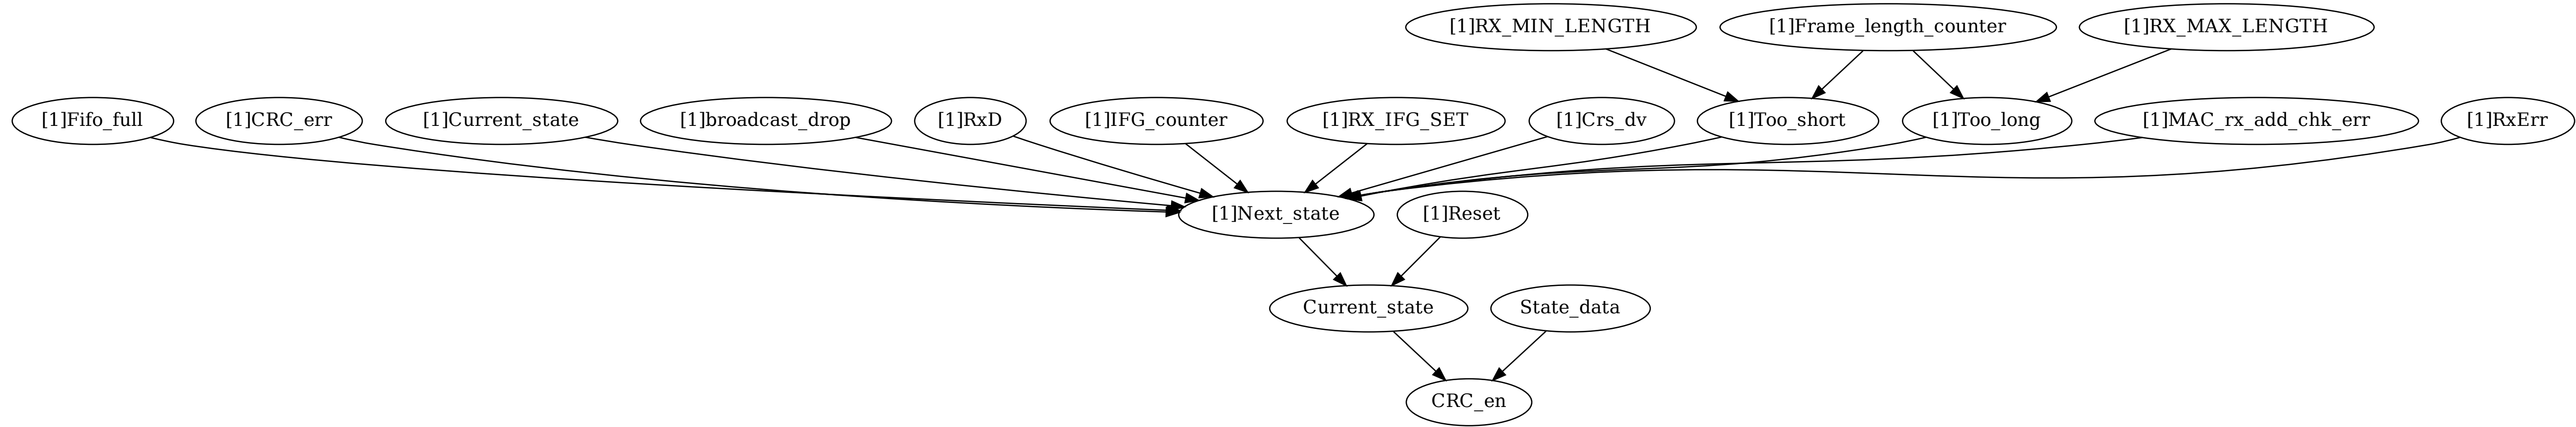 [1]RX_MIN_LENGTH
[1]Frame_length_counter
[1]RX_MAX_LENGTH
[1]Fifo_full
[1]CRC_err
[1]Current_state
[1]broadcast_drop
[1]RxD
[1]IFG_counter
[1]RX_IFG_SET
[1]Crs_dv
[1]Too_short
[1]Too_long
[1]MAC_rx_add_chk_err
[1]RxErr
[1]Next_state
[1]Reset
Current_state
State_data
CRC_en